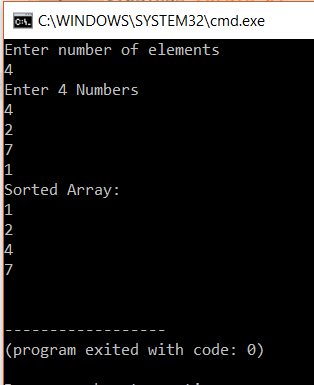 C:\WINDOWS\SYSTEM32\cmd.exe
Enter number of elements
4
Enter 4 Numbers
4
2
7
1
Sorted Array:
1
2
4
7
------------------
(program exited with code: 0)